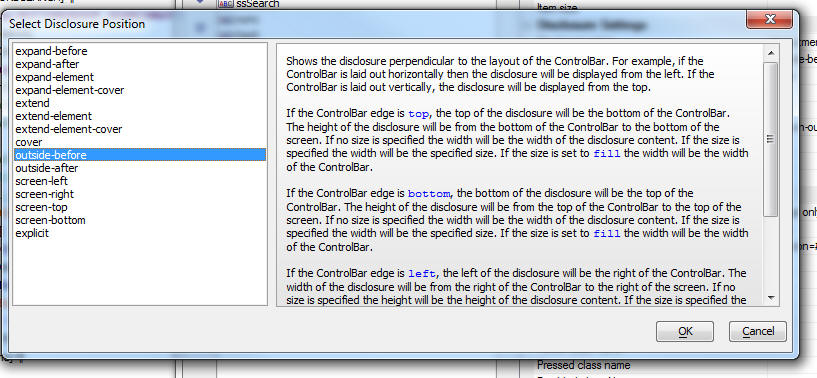 ABC ssSearch
Item size
Select Disclosure Position
expand-before
expand-after
expand-element
expand-element-cover
extend
extend-element
extend-element-cover
cover
outside-before
outside-after
screen-left
screen-right
screen-top
screen-bottom
explicit
Shows the disclosure perpendicular to the layout of the ControlBar. For example, if the
ControlBar is laid out horizontally then the disclosure will be displayed from the left. If the
ControlBar is laid out vertically, the disclosure will be displayed from the top.
If the ControlBar edge is top, the top of the disclosure will be the bottom of the ControlBar.
The height of the disclosure will be from the bottom of the ControlBar to the bottom of the
screen. If no size is specified the width will be the width of the disclosure content. If the size is
specified the width will be the specified size. If the size is set to fill the width will be the width
of the ControlBar.
If the ControlBar edge is bottom, the bottom of the disclosure will be the top of the
ControlBar. The height of the disclosure will be from the top of the ControlBar to the top of the
screen. If no size is specified the width will be the width of the disclosure content. If the size is
specified the width will be the specified size. If the size is set to fill the width will be the width
of the ControlBar.
If the ControlBar edge is left, the left of the disclosure will be the right of the ControlBar. The
width of the disclosure will be from the right of the ControlBar to the right of the screen. If no
size is specified the height will be the height of the disclosure content. If the size is specified the
OK
Cancel
Pressed class name